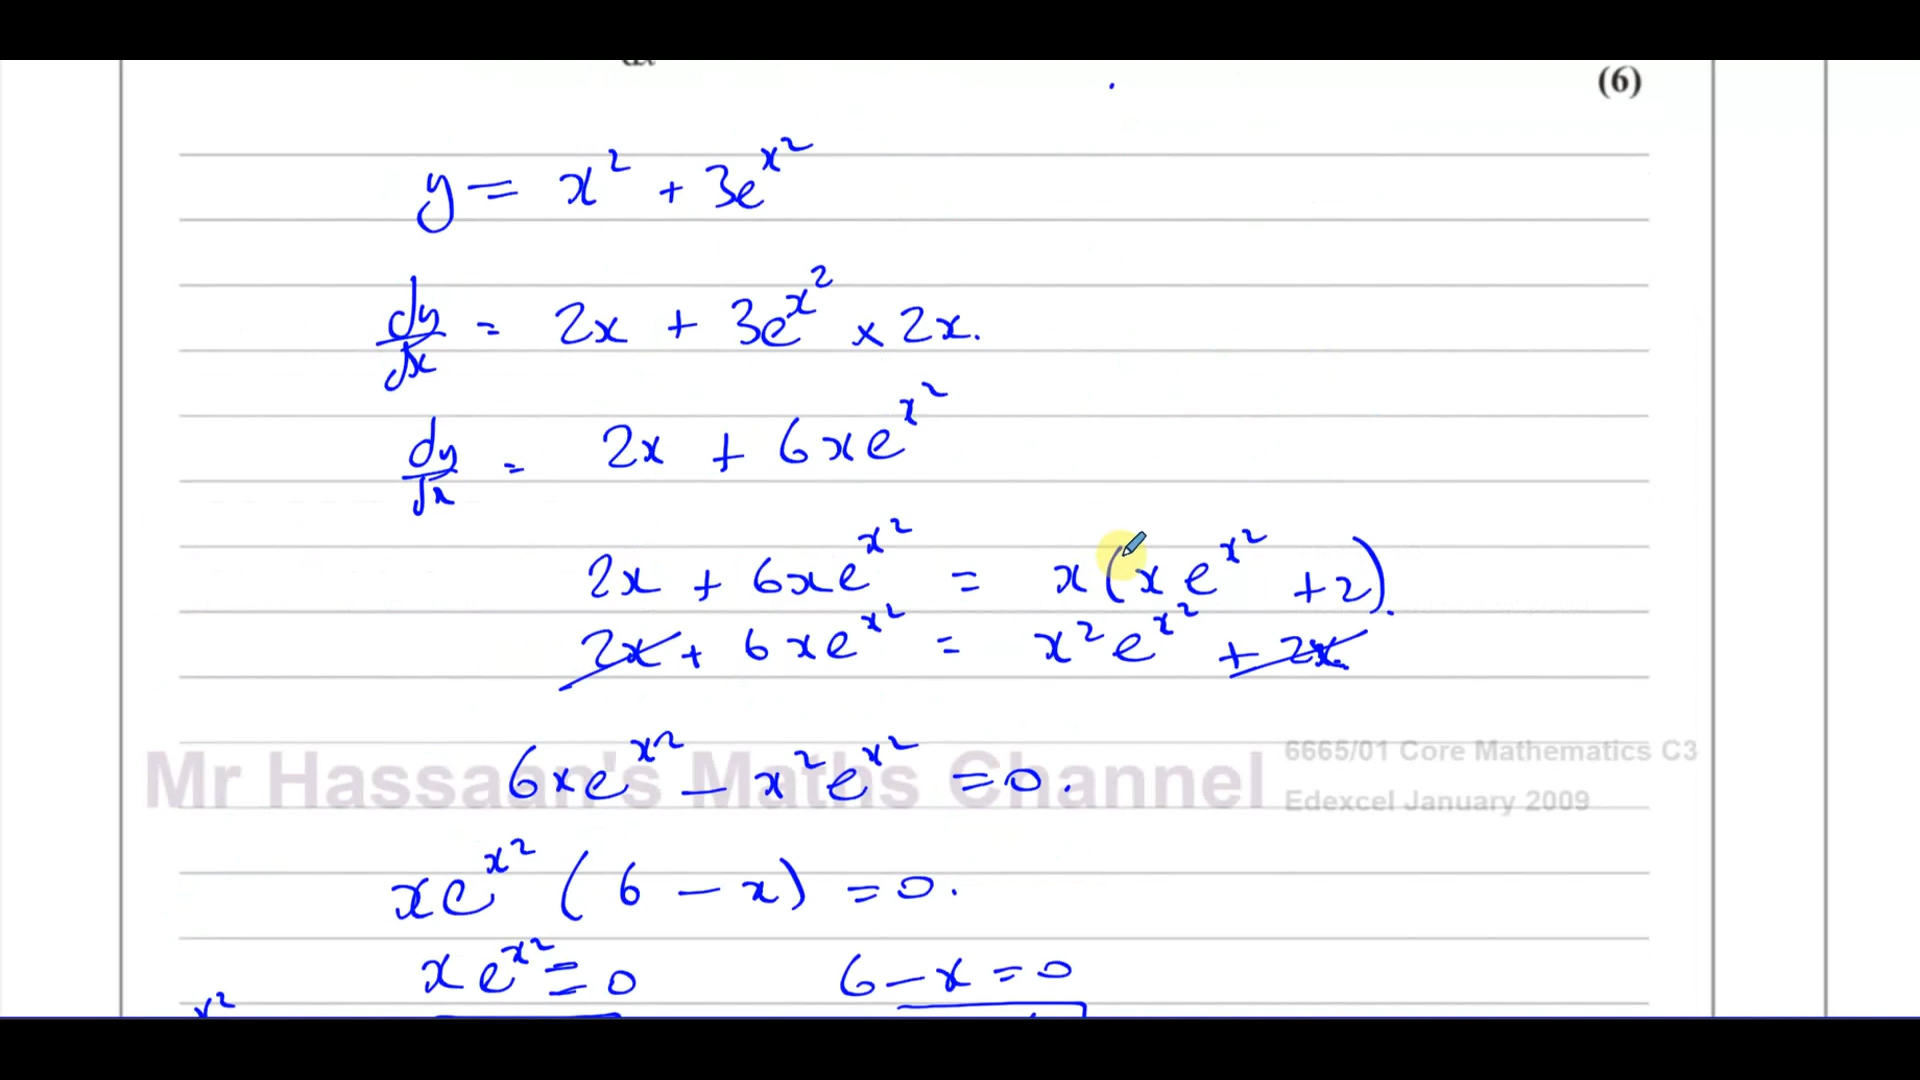 (6)
y = x² + 3e^{x²}
dy/dx = 2x + 3e^{x²} × 2x.
dy/dx = 2x + 6xe^{x²}
2x + 6xe^{x²} = x(xe^{x²} + 2).
2x + 6xe^{x²} = x²e^{x²} + 2x
6xe^{x²} − x²e^{x²} = 0.
Mr Hassaan's Maths Channel
6665/01 Core Mathematics C3
Edexcel January 2009
xe^{x²} (6 − x) = 0.
xe^{x²} = 0 6 − x = 0
x²